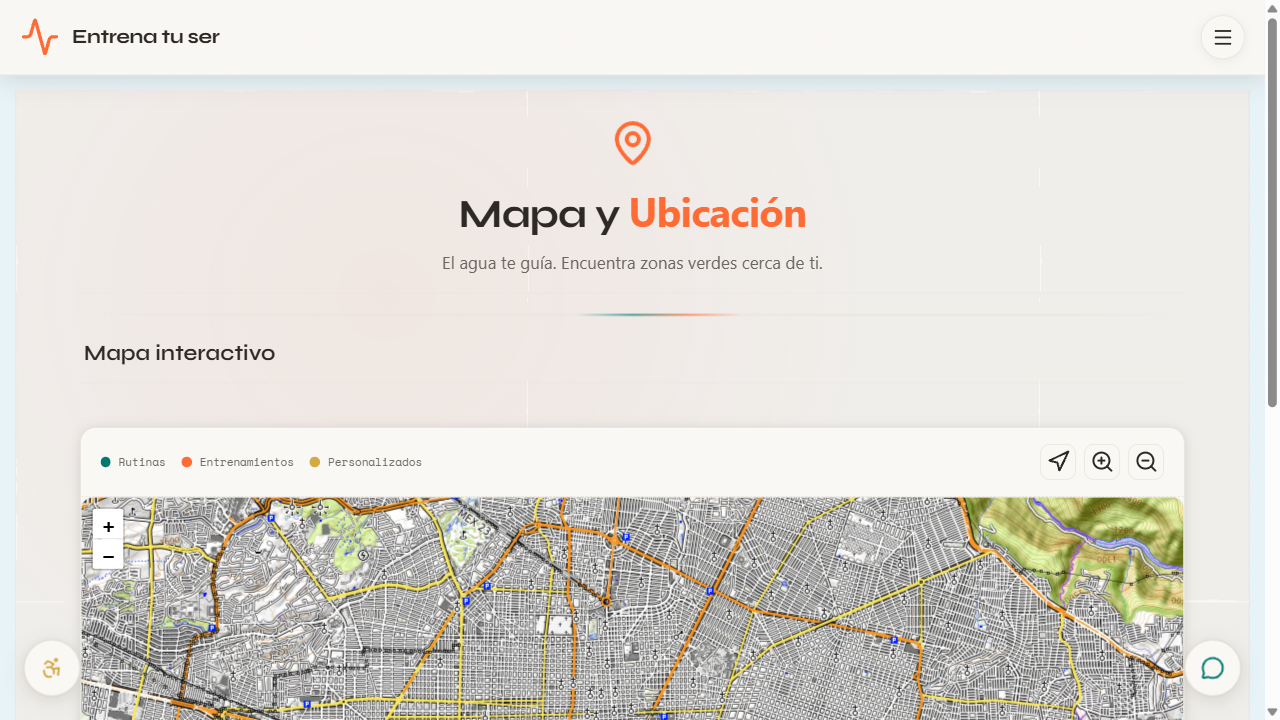 Entrena tu ser
Mapa y Ubicación
El agua te guía. Encuentra zonas verdes cerca de ti.
Mapa interactivo
Rutinas
Entrenamientos
Personalizados
+
−